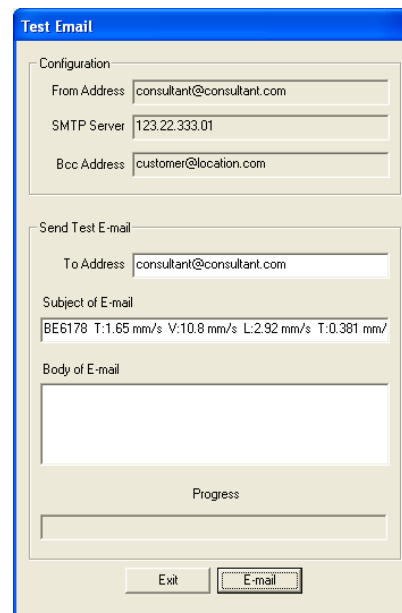 Test Email
Configuration
From Address consultant@consultant.com
SMTP Server 123.22.333.01
Bcc Address customer@location.com
Send Test E-mail
To Address consultant@consultant.com
Subject of E-mail
BE6178 T:1.65 mm/s V:10.8 mm/s L:2.92 mm/s T:0.381 mm/
Body of E-mail
Progress
Exit E-mail